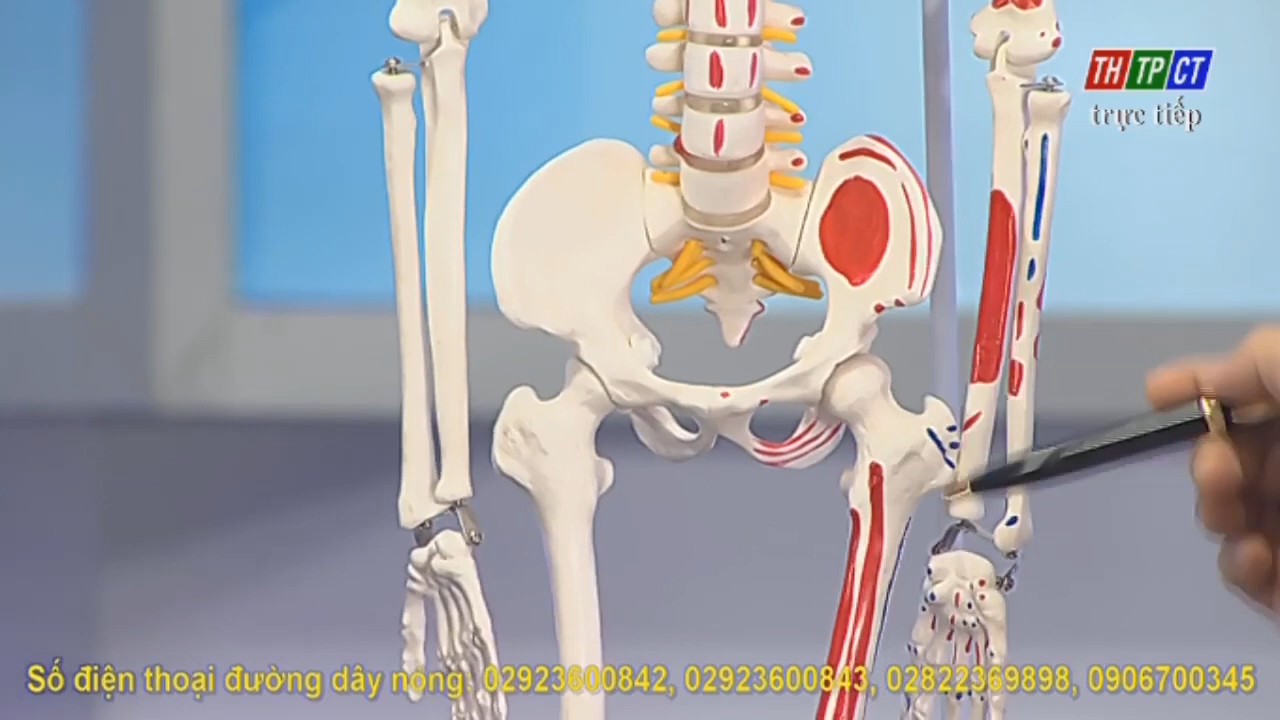 THTPCT
trực tiếp
Số điện thoại đường dây nóng: 02923600842, 02923600843, 02822369898, 0906700345